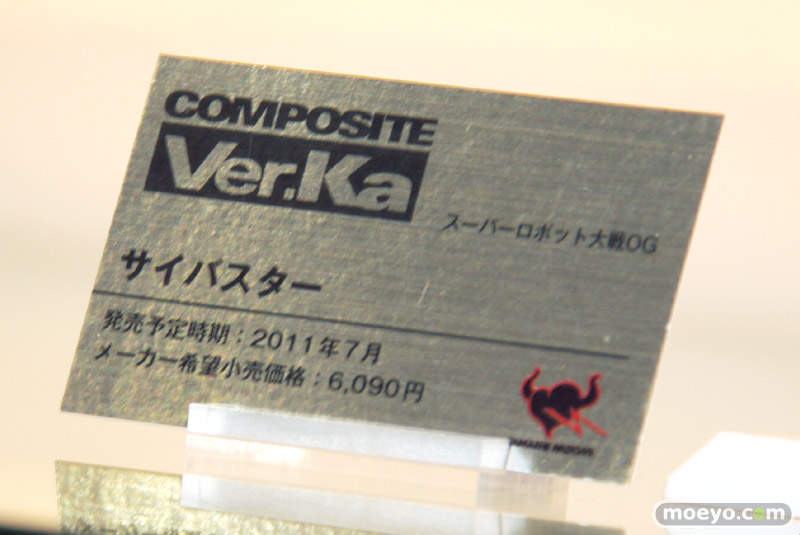 COMPOSITE
Ver.Ka
スーパーロボット大戦OG
サイバスター
発売予定時期：2011年7月
メーカー希望小売価格：6,090円
moeyo.com